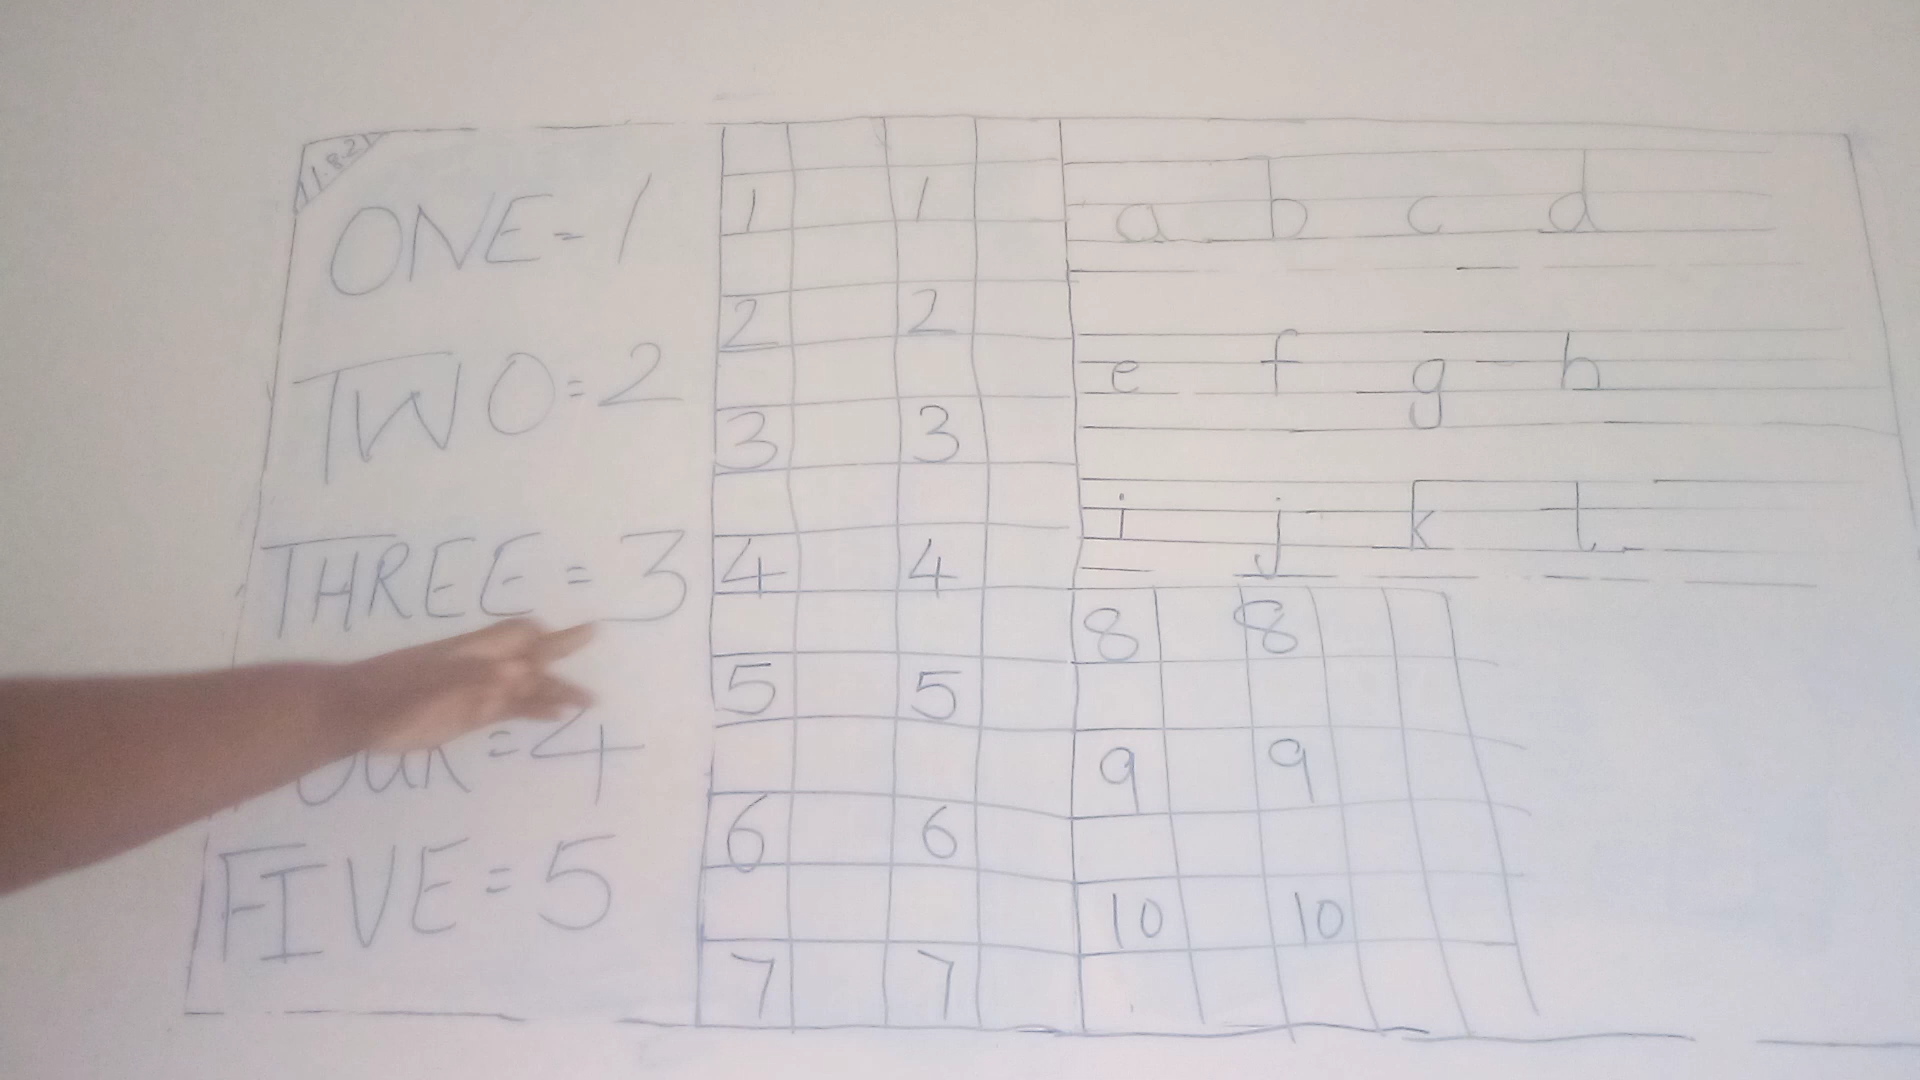 11.8.21
ONE = 1
TWO = 2
THREE = 3
= 4
FIVE = 5
1 1
2 2
3 3
4 4
5 5
6 6
7 7
a b c d
e f g h
i j k l
8 8
9 9
10 10